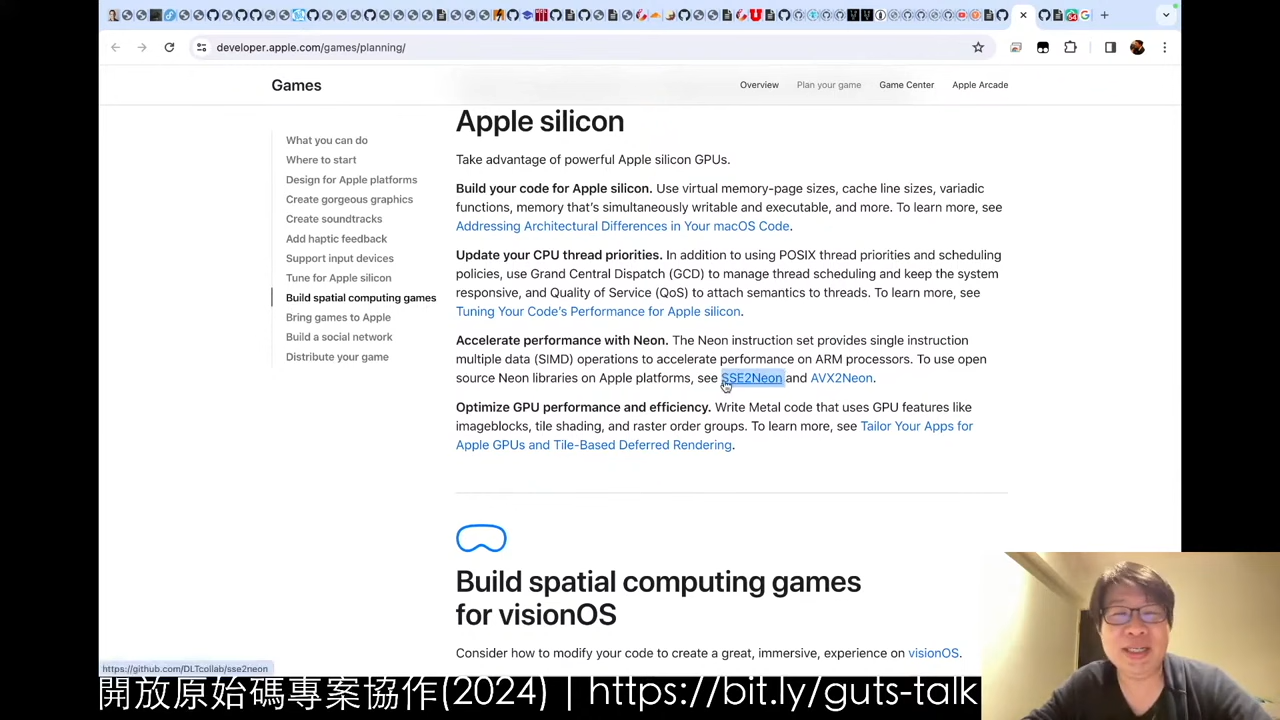 developer.apple.com/games/planning/
Games
Overview
Plan your game
Game Center
Apple Arcade
What you can do
Where to start
Design for Apple platforms
Create gorgeous graphics
Create soundtracks
Add haptic feedback
Support input devices
Tune for Apple silicon
Build spatial computing games
Bring games to Apple
Build a social network
Distribute your game
Apple silicon
Take advantage of powerful Apple silicon GPUs.
Build your code for Apple silicon. Use virtual memory-page sizes, cache line sizes, variadic
functions, memory that's simultaneously writable and executable, and more. To learn more, see
Addressing Architectural Differences in Your macOS Code.
Update your CPU thread priorities. In addition to using POSIX thread priorities and scheduling
policies, use Grand Central Dispatch (GCD) to manage thread scheduling and keep the system
responsive, and Quality of Service (QoS) to attach semantics to threads. To learn more, see
Tuning Your Code's Performance for Apple silicon.
Accelerate performance with Neon. The Neon instruction set provides single instruction
multiple data (SIMD) operations to accelerate performance on ARM processors. To use open
source Neon libraries on Apple platforms, see SSE2Neon and AVX2Neon.
Optimize GPU performance and efficiency. Write Metal code that uses GPU features like
imageblocks, tile shading, and raster order groups. To learn more, see Tailor Your Apps for
Apple GPUs and Tile-Based Deferred Rendering.
Build spatial computing games
for visionOS
Consider how to modify your code to create a great, immersive, experience on visionOS.
https://github.com/DLTcollab/sse2neon
開放原始碼專案協作(2024) | https://bit.ly/guts-talk